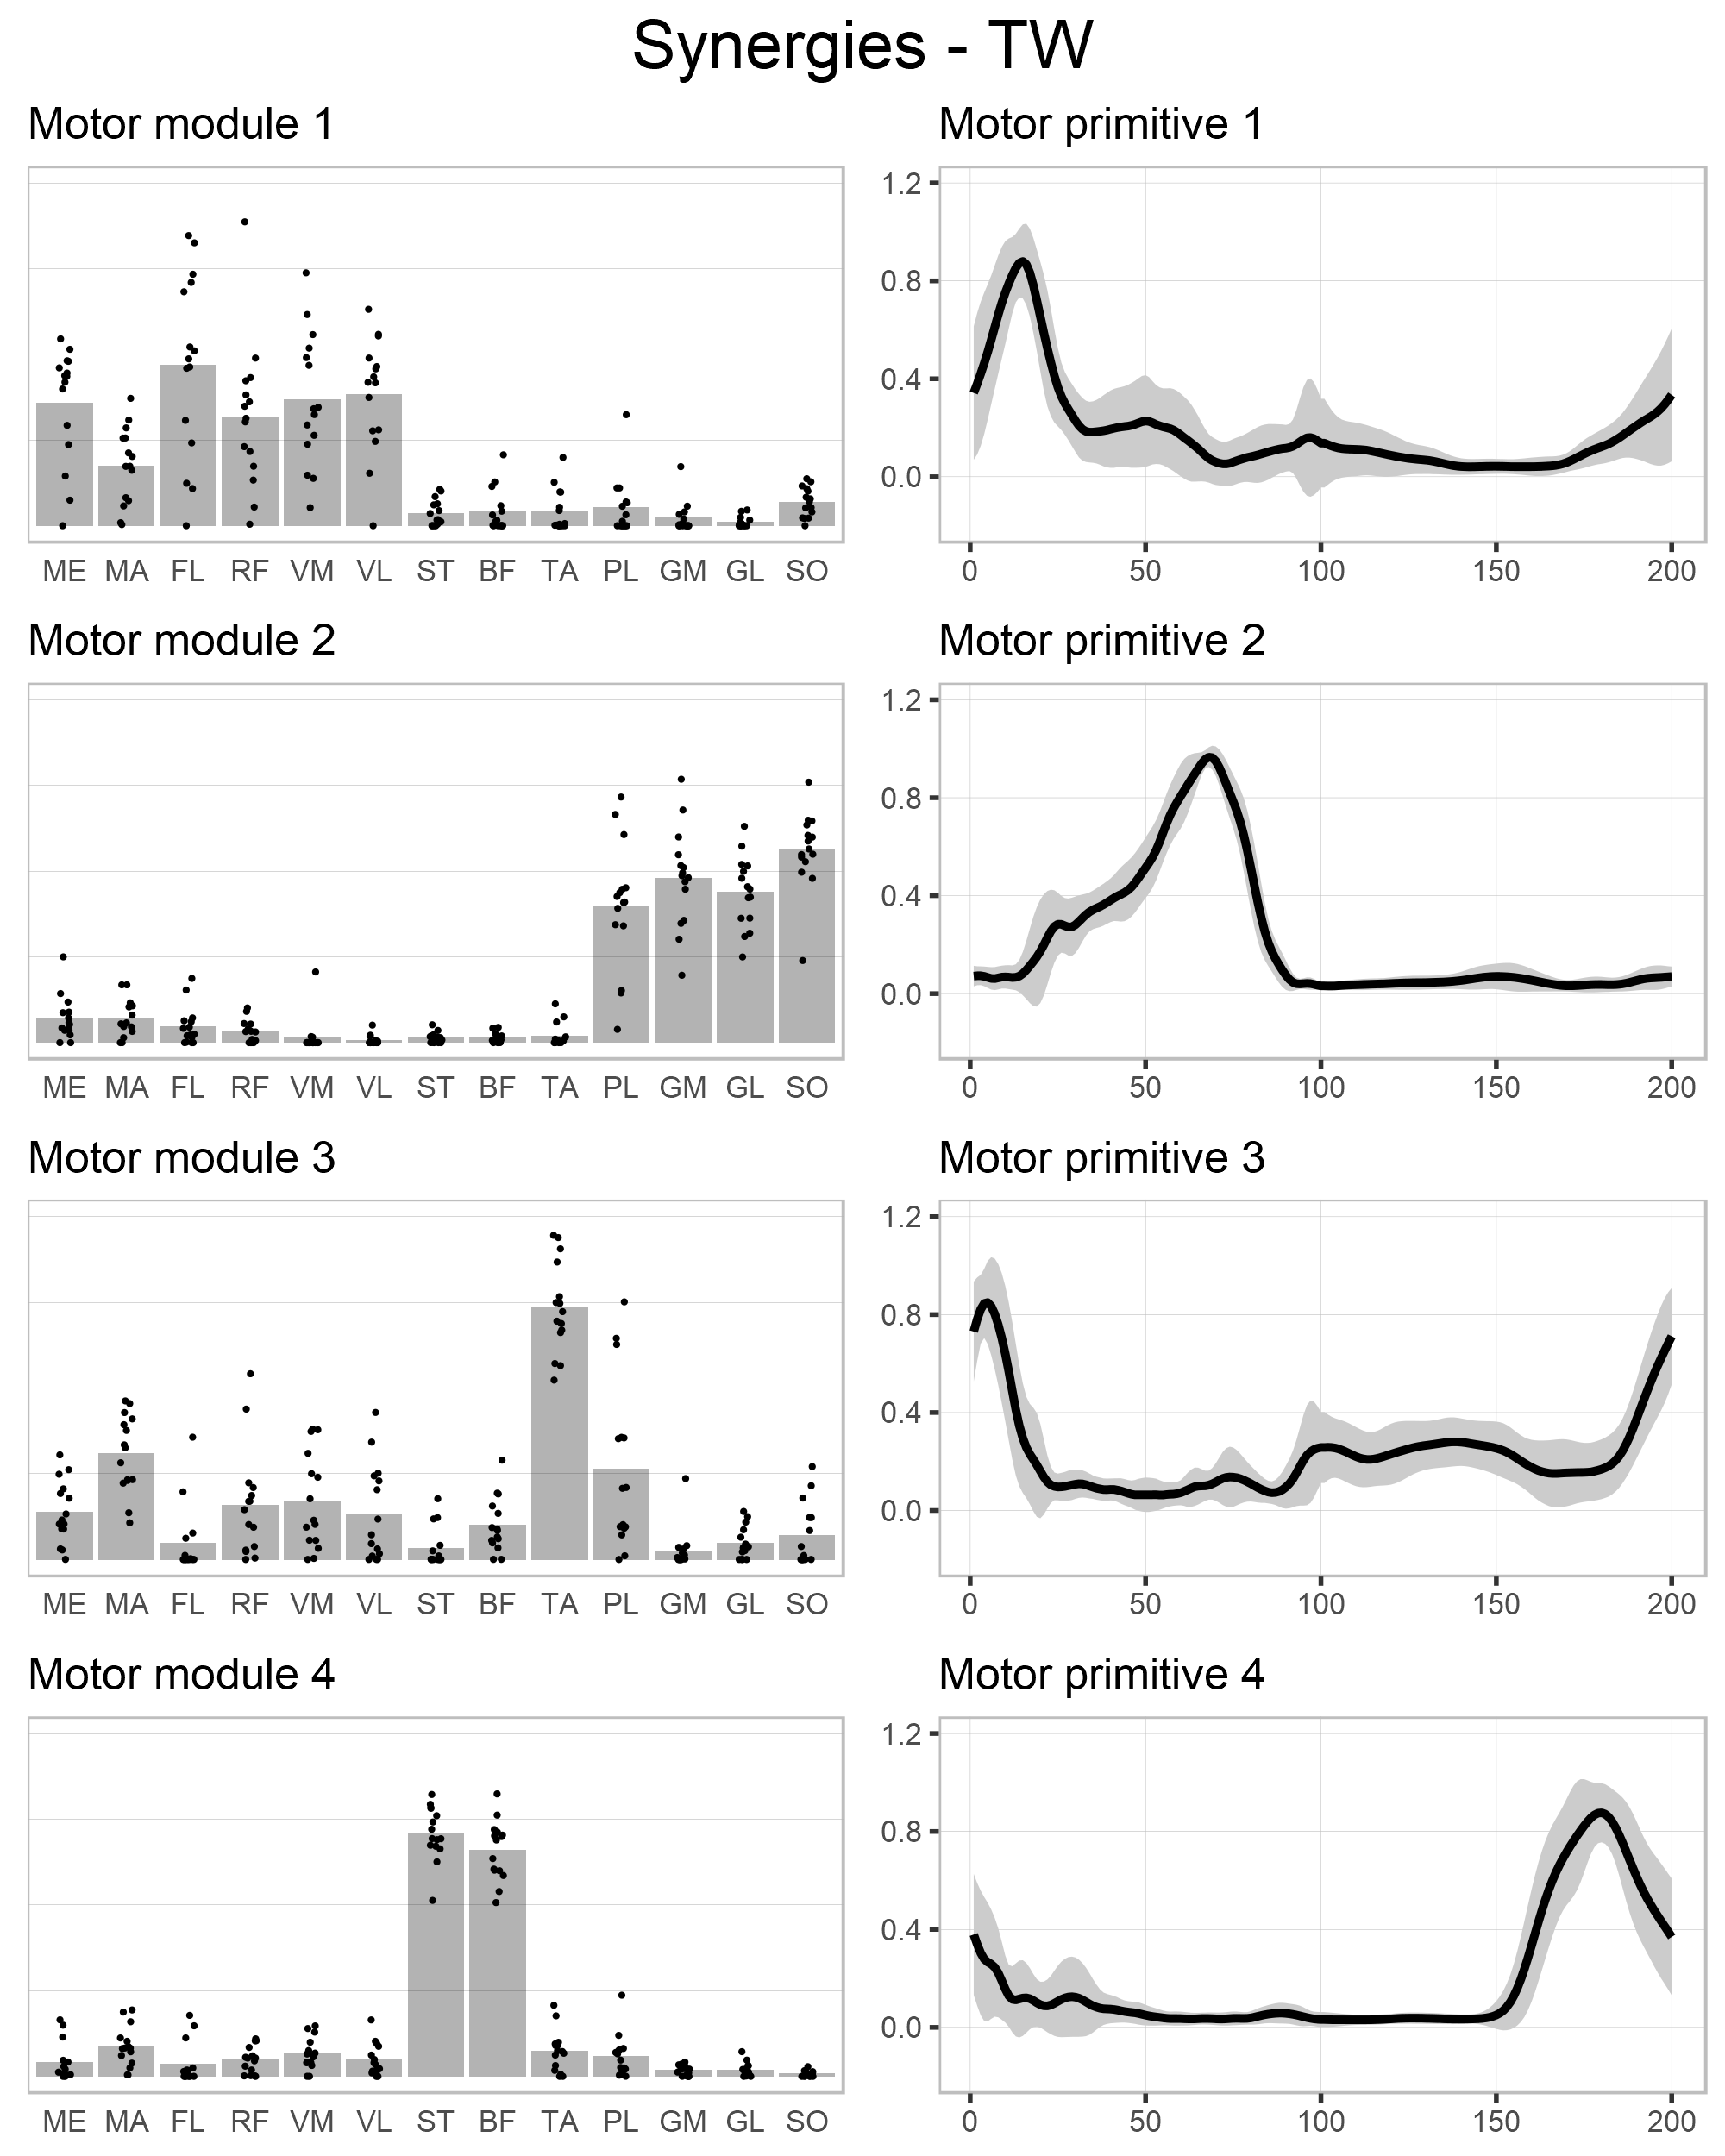 Synergies - TW
Motor module 1
Motor primitive 1
1.2
0.8
0.4
0.0
ME MA FL RF VM VL ST BF TA PL GM GL SO
0 50 100 150 200
Motor module 2
Motor primitive 2
1.2
0.8
0.4
0.0
ME MA FL RF VM VL ST BF TA PL GM GL SO
0 50 100 150 200
Motor module 3
Motor primitive 3
1.2
0.8
0.4
0.0
ME MA FL RF VM VL ST BF TA PL GM GL SO
0 50 100 150 200
Motor module 4
Motor primitive 4
1.2
0.8
0.4
0.0
ME MA FL RF VM VL ST BF TA PL GM GL SO
0 50 100 150 200